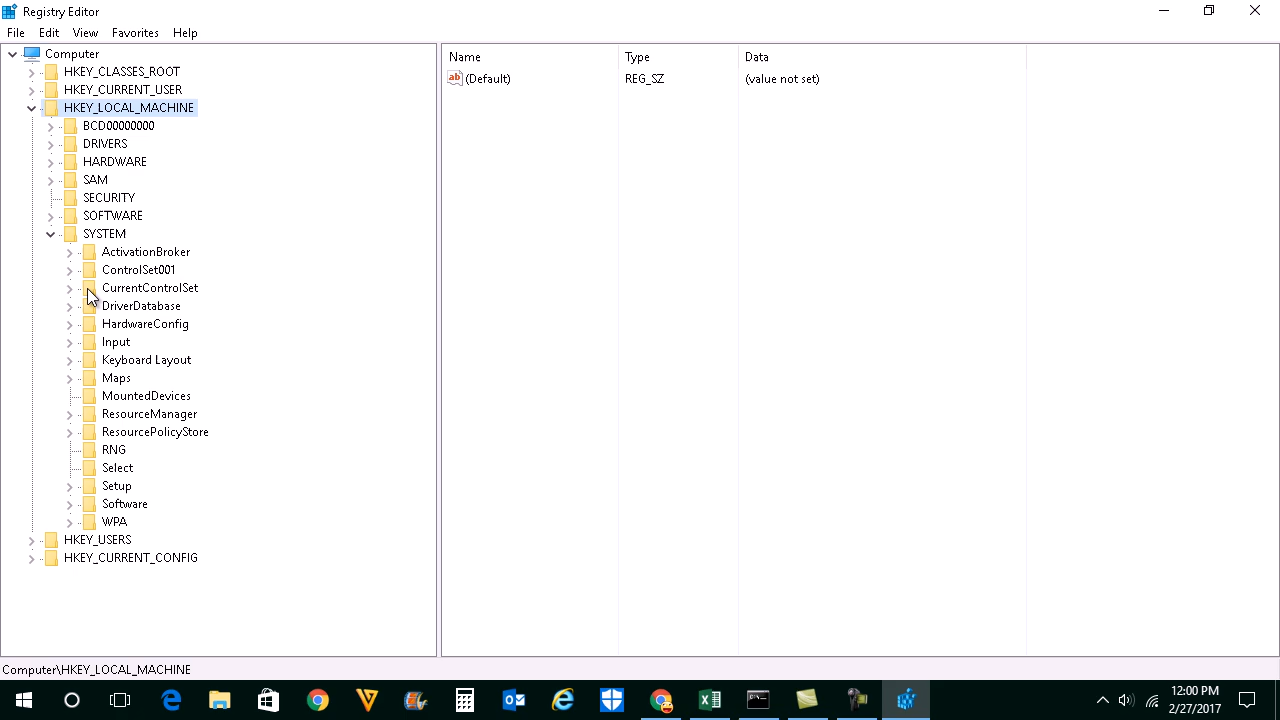 Registry Editor
File Edit View Favorites Help
Computer
HKEY_CLASSES_ROOT
HKEY_CURRENT_USER
HKEY_LOCAL_MACHINE
BCD00000000
DRIVERS
HARDWARE
SAM
SECURITY
SOFTWARE
SYSTEM
ActivationBroker
ControlSet001
CurrentControlSet
DriverDatabase
HardwareConfig
Input
Keyboard Layout
Maps
MountedDevices
ResourceManager
ResourcePolicyStore
RNG
Select
Setup
Software
WPA
HKEY_USERS
HKEY_CURRENT_CONFIG
Name Type Data
ab (Default) REG_SZ (value not set)
Computer\HKEY_LOCAL_MACHINE
12:00 PM
2/27/2017